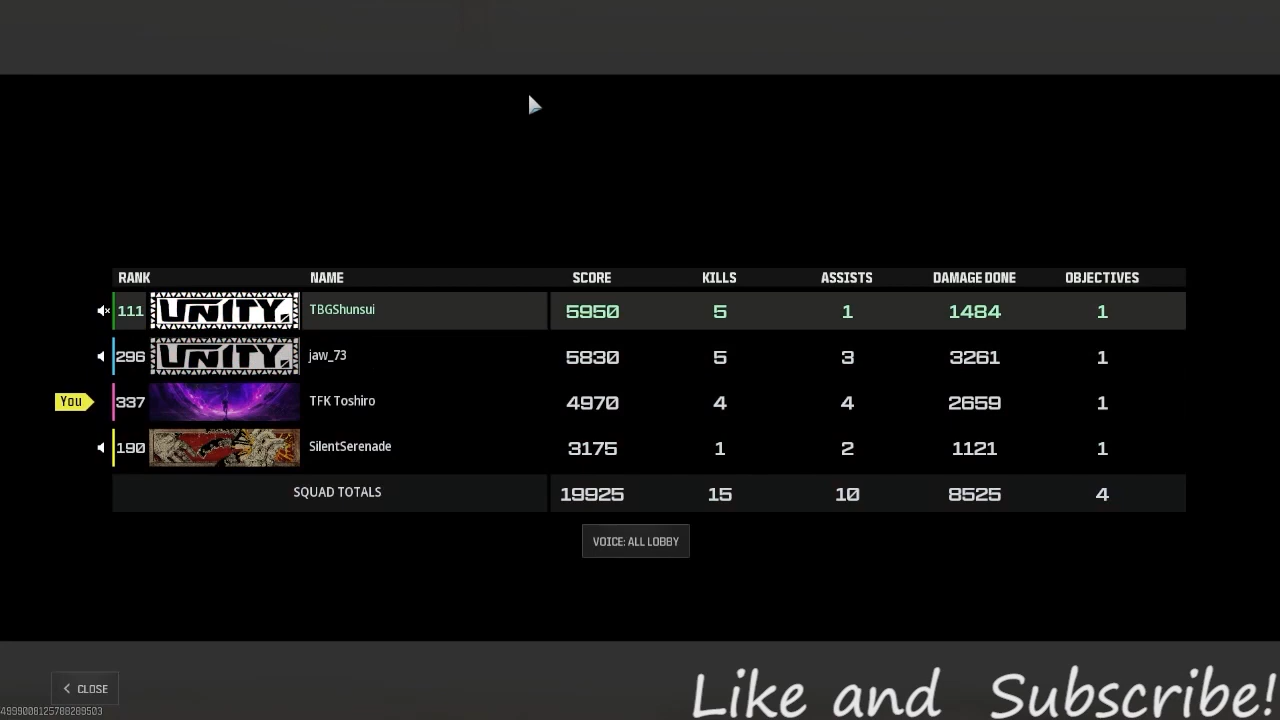 RANK NAME SCORE KILLS ASSISTS DAMAGE DONE OBJECTIVES
111 UNITY. TBGShunsui 5950 5 1 1484 1
296 UNITY. jaw_73 5830 5 3 3261 1
You 337 TFK Toshiro 4970 4 4 2659 1
190 SilentSerenade 3175 1 2 1121 1
SQUAD TOTALS 19925 15 10 8525 4
VOICE: ALL LOBBY
CLOSE
Like and Subscribe!